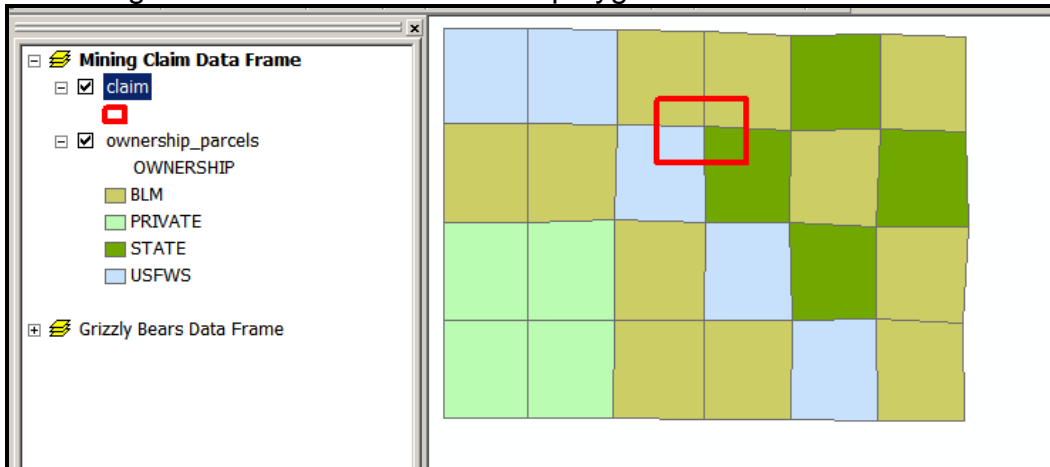 Mining Claim Data Frame
claim
ownership_parcels
OWNERSHIP
BLM
PRIVATE
STATE
USFWS
Grizzly Bears Data Frame